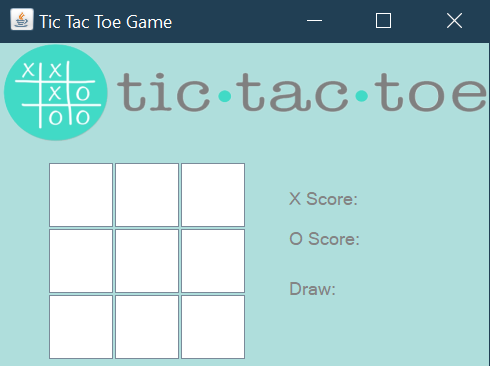 Tic Tac Toe Game
X X
X O
O O
tic·tac·toe
X Score:
O Score:
Draw: